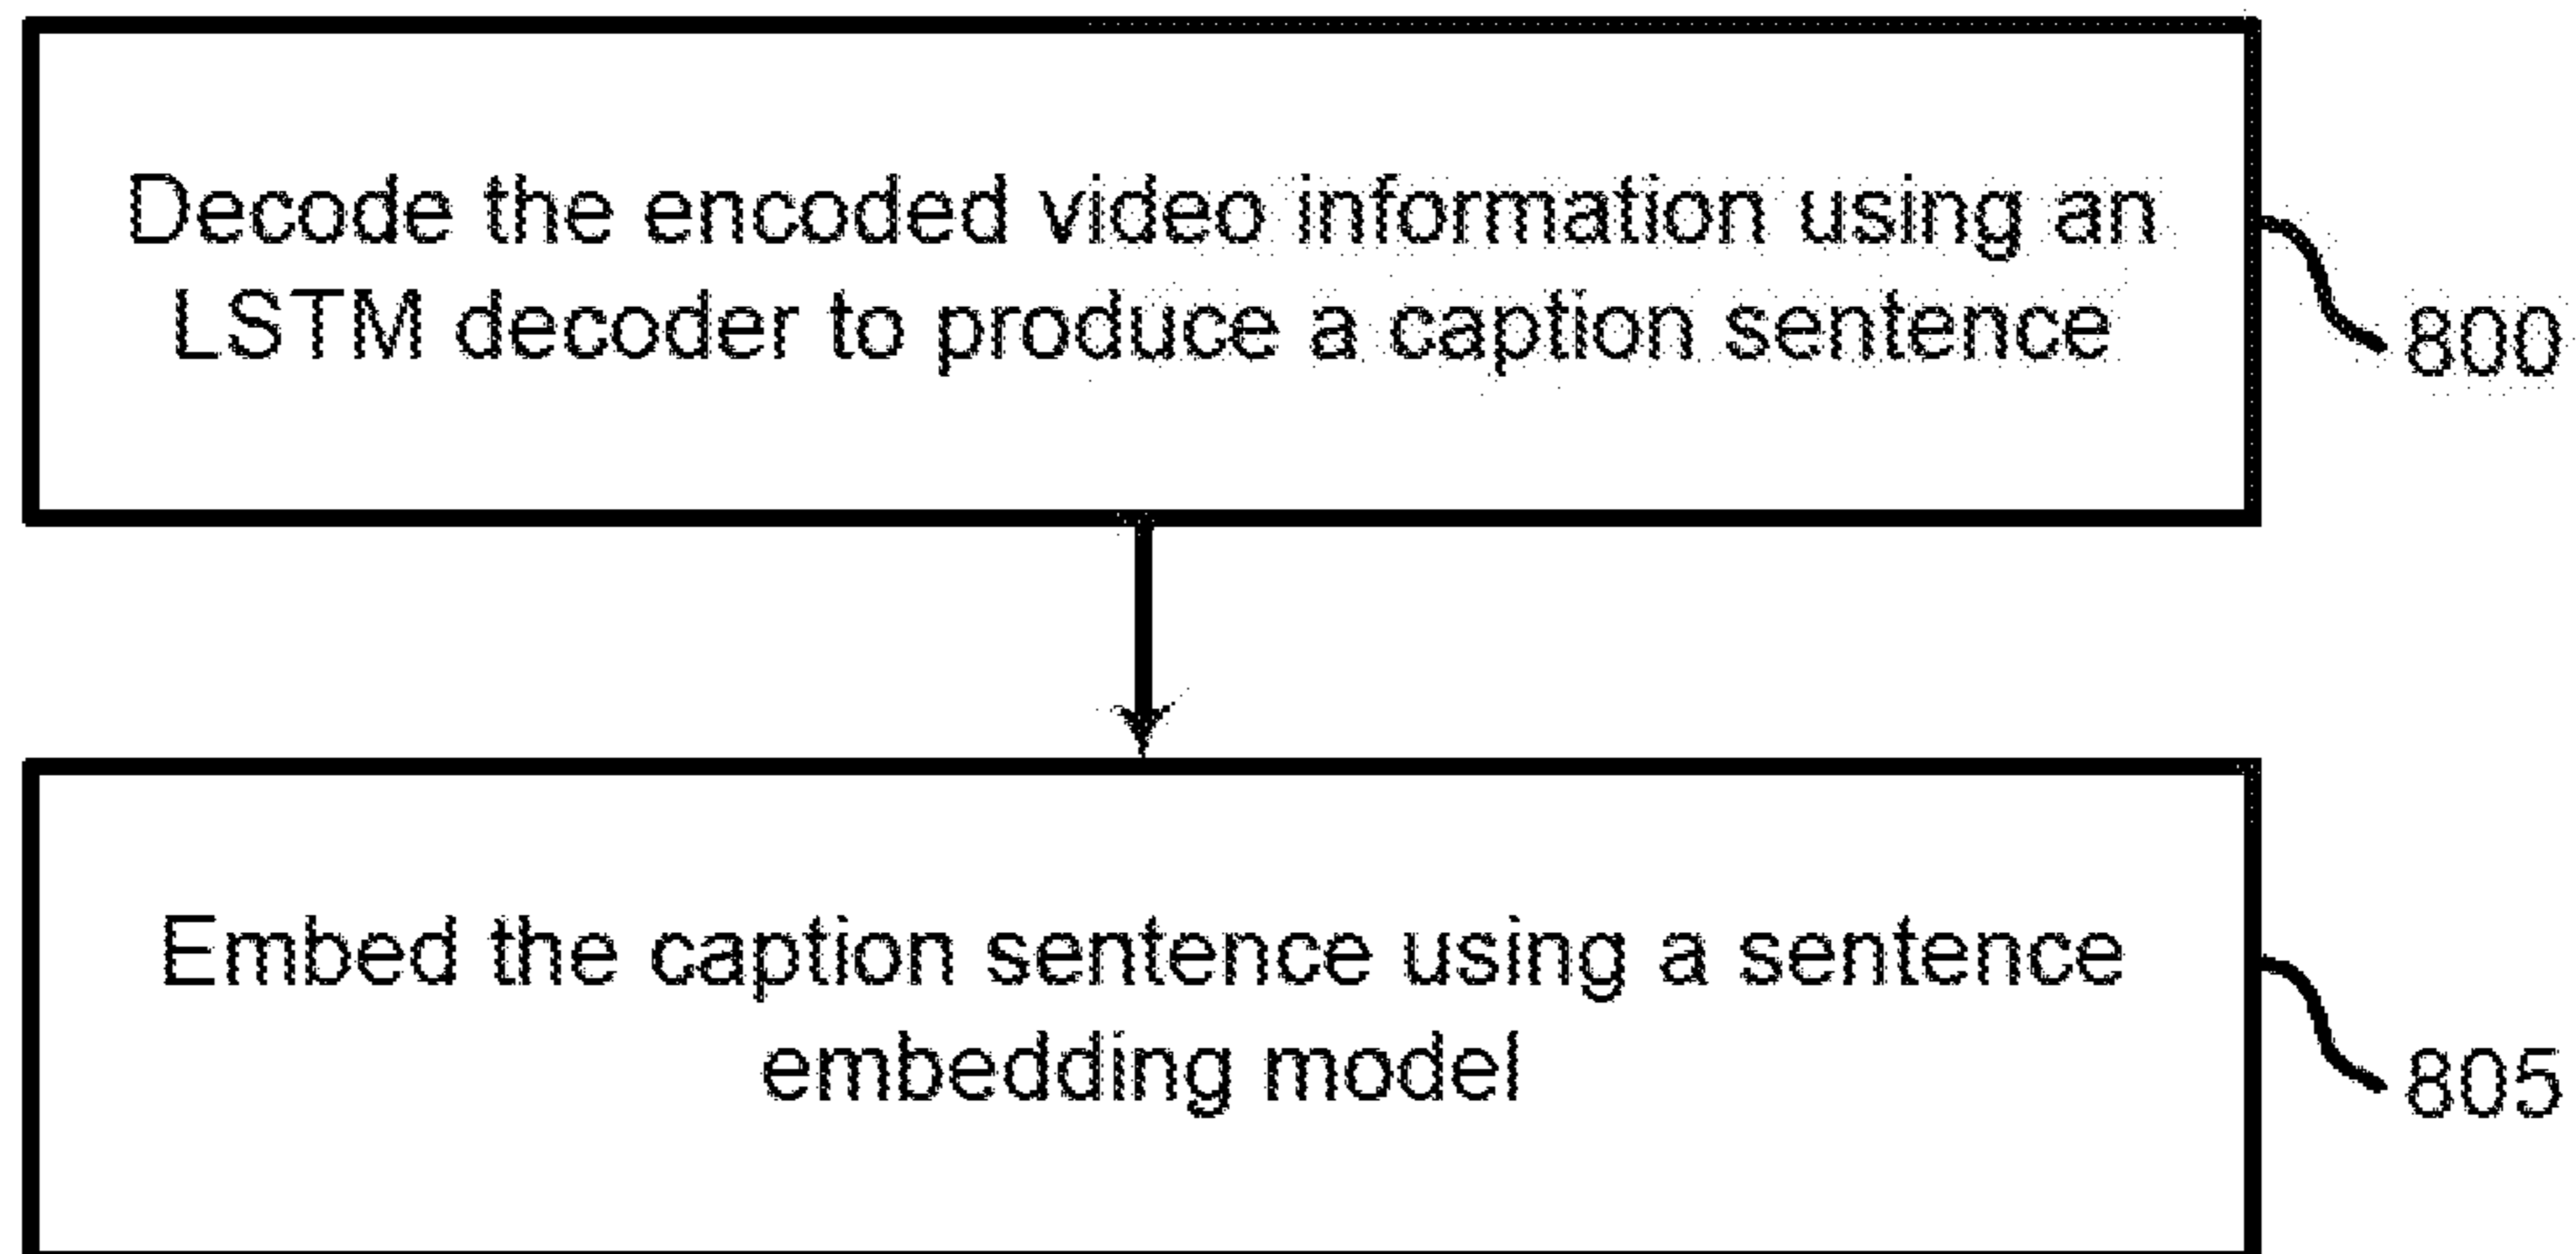 Decode the encoded video information using an
LSTM decoder to produce a caption sentence
800
Embed the caption sentence using a sentence
embedding model
805